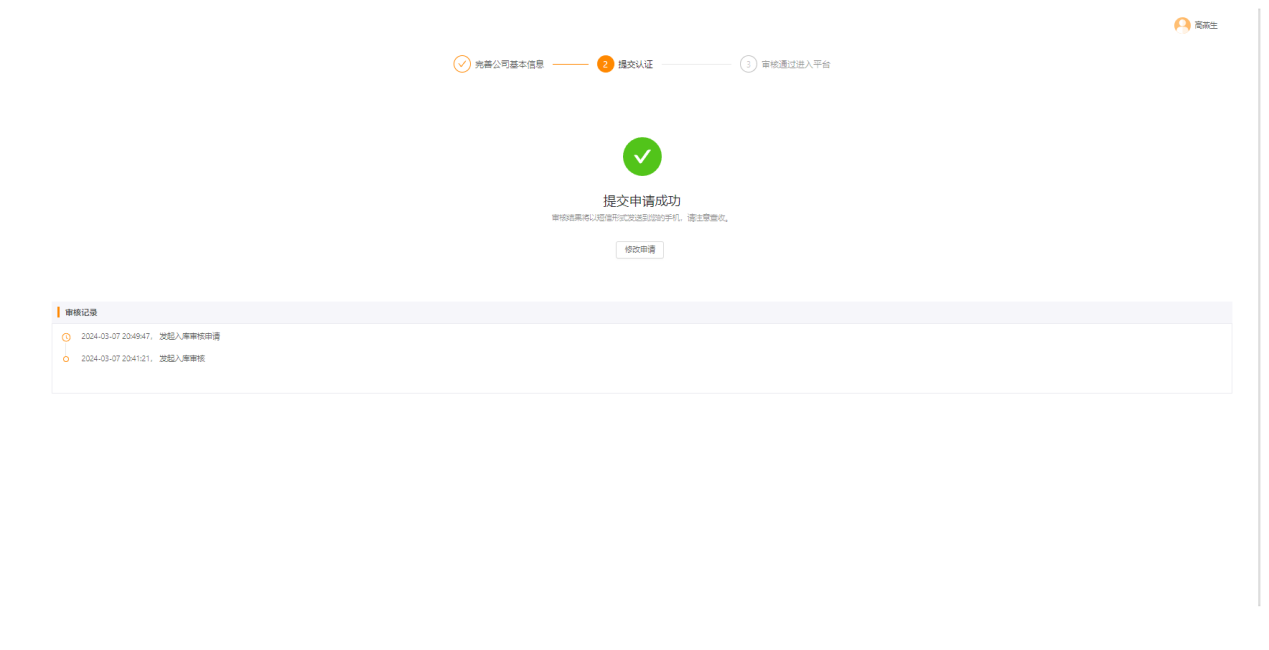 高燕生
完善公司基本信息 2 提交认证 3 审核通过进入平台
提交申请成功
审核结果将以短信形式发送到您的手机，请注意查收。
修改申请
审核记录
2024-03-07 20:49:47， 发起入库审核申请
2024-03-07 20:41:21， 发起入库审核